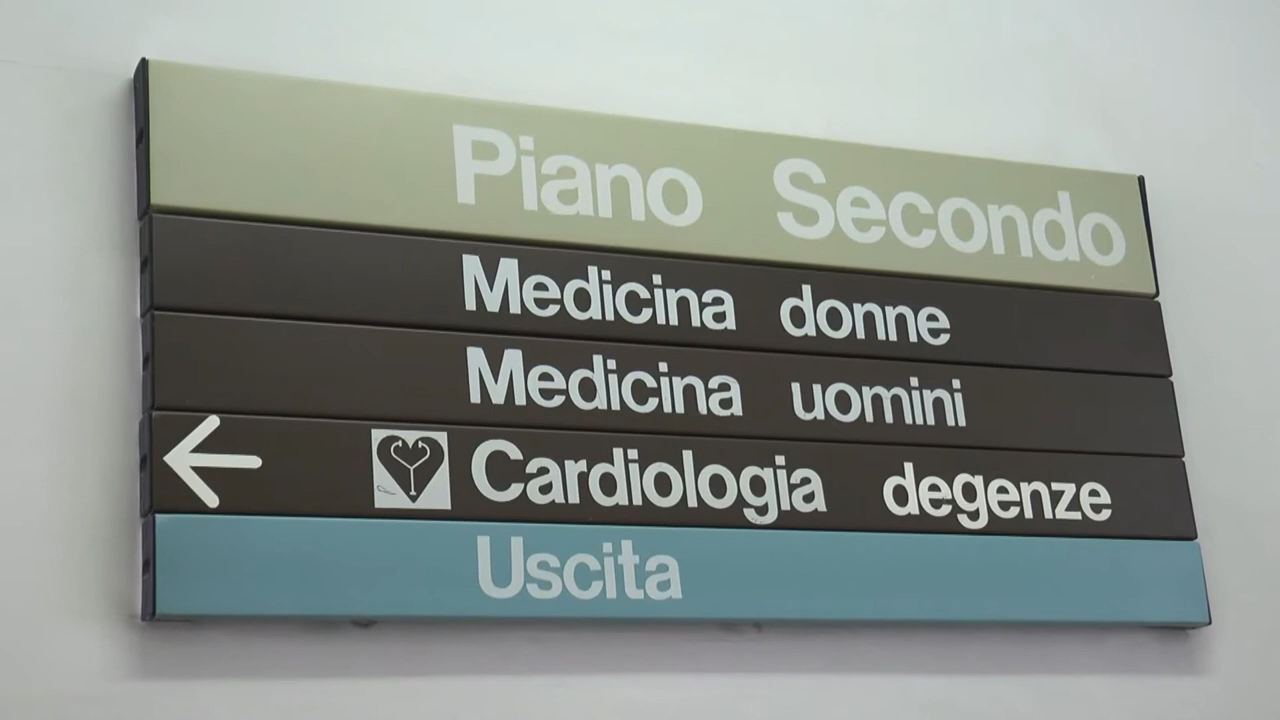 Piano Secondo
Medicina donne
Medicina uomini
Cardiologia degenze
Uscita